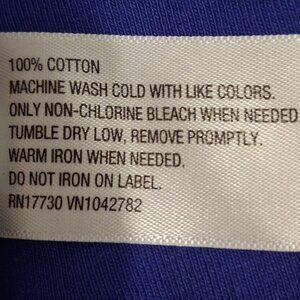 100% COTTON
MACHINE WASH COLD WITH LIKE COLORS.
ONLY NON-CHLORINE BLEACH WHEN NEEDED
TUMBLE DRY LOW, REMOVE PROMPTLY.
WARM IRON WHEN NEEDED.
DO NOT IRON ON LABEL.
RN17730 VN1042782